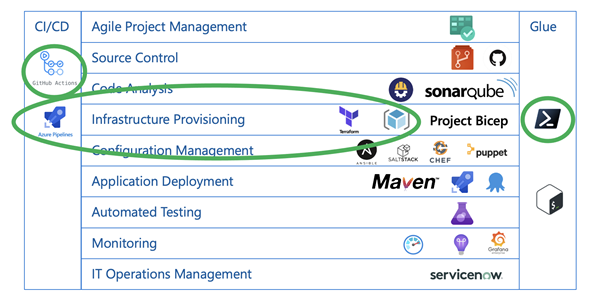 CI/CD
Agile Project Management
Glue
Source Control
GitHub Actions
Code Analysis
sonarqube
Infrastructure Provisioning
Terraform
Project Bicep
Azure Pipelines
Configuration Management
ANSIBLE
SALTSTACK
CHEF
puppet
Application Deployment
Maven™
Automated Testing
Monitoring
Grafana
IT Operations Management
servicenow.